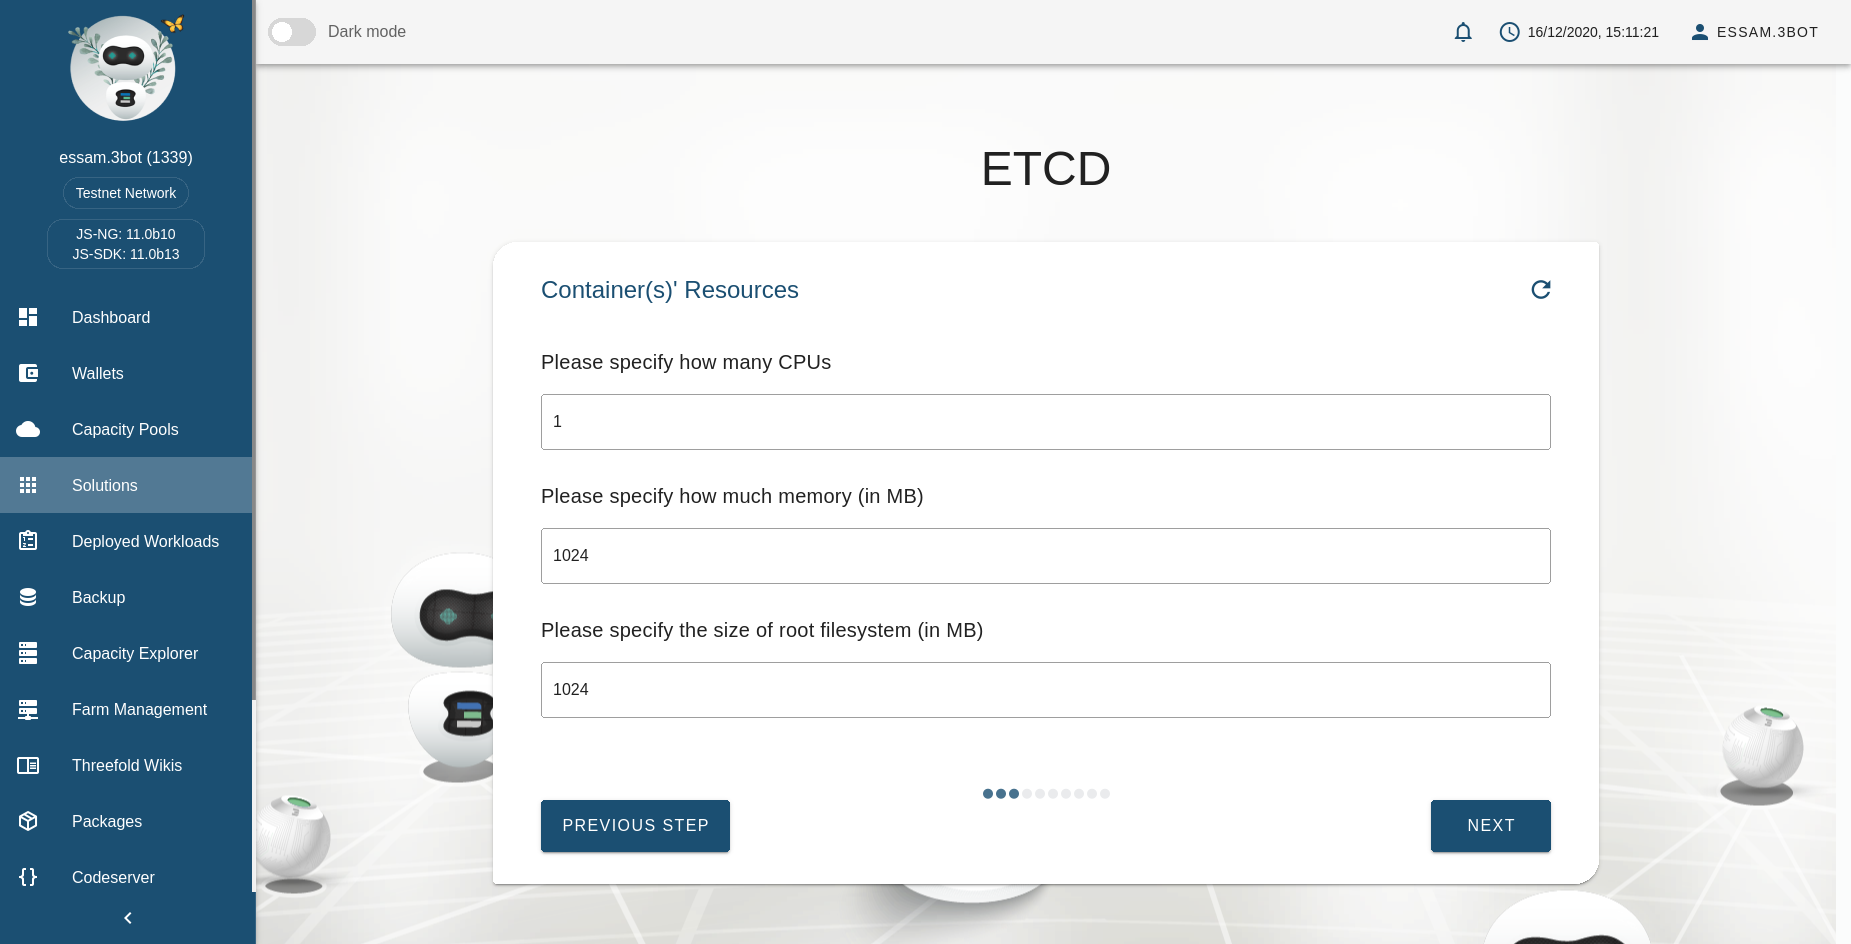 Dark mode
16/12/2020, 15:11:21
ESSAM.3BOT
essam.3bot (1339)
Testnet Network
JS-NG: 11.0b10
JS-SDK: 11.0b13
Dashboard
Wallets
Capacity Pools
Solutions
Deployed Workloads
Backup
Capacity Explorer
Farm Management
Threefold Wikis
Packages
Codeserver
ETCD
Container(s)' Resources
Please specify how many CPUs
1
Please specify how much memory (in MB)
1024
Please specify the size of root filesystem (in MB)
1024
PREVIOUS STEP
NEXT